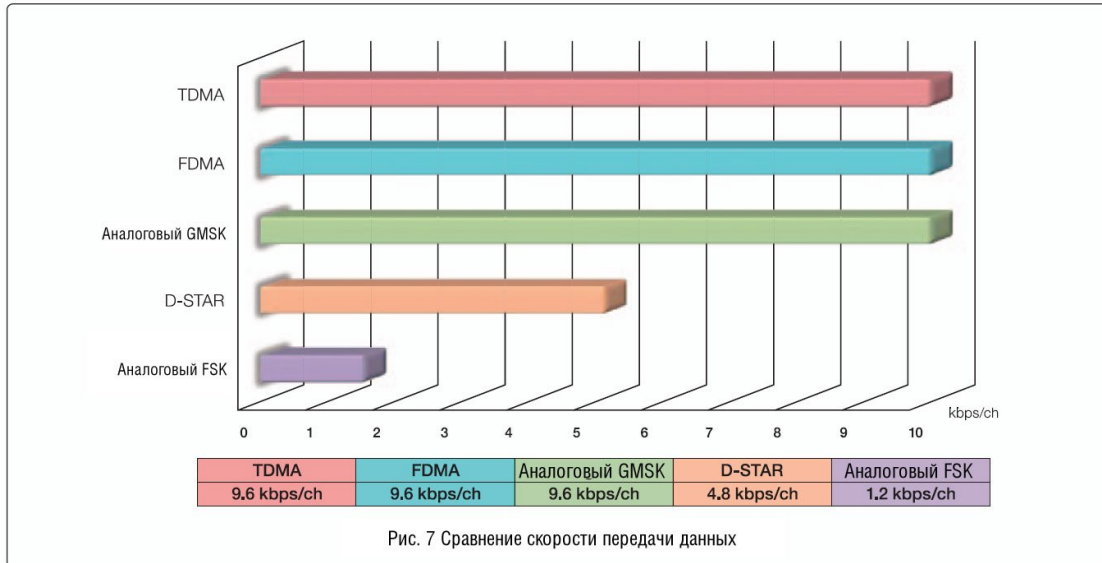 TDMA
FDMA
Аналоговый GMSK
D-STAR
Аналоговый FSK
kbps/ch
0 1 2 3 4 5 6 7 8 9 10
TDMA FDMA Аналоговый GMSK D-STAR Аналоговый FSK
9.6 kbps/ch 9.6 kbps/ch 9.6 kbps/ch 4.8 kbps/ch 1.2 kbps/ch
Рис. 7 Сравнение скорости передачи данных